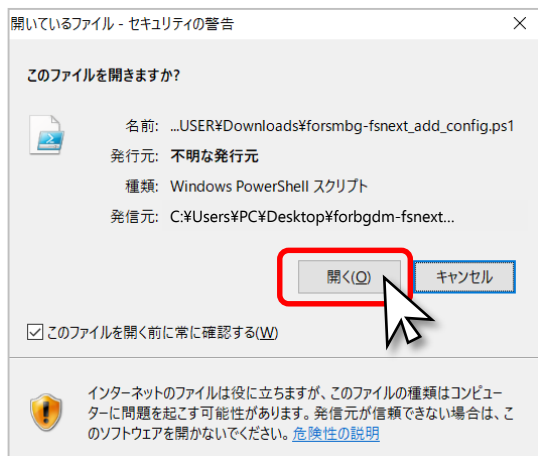 開いているファイル - セキュリティの警告
このファイルを開きますか?
名前: ...USER¥Downloads¥forsmbg-fsnext_add_config.ps1
発行元: 不明な発行元
種類: Windows PowerShell スクリプト
発信元: C:¥Users¥PC¥Desktop¥forbgdm-fsnext...
開く(O) キャンセル
このファイルを開く前に常に確認する(W)
インターネットのファイルは役に立ちますが、このファイルの種類はコンピュー
ターに問題を起こす可能性があります。発信元が信頼できない場合は、こ
のソフトウェアを開かないでください。危険性の説明